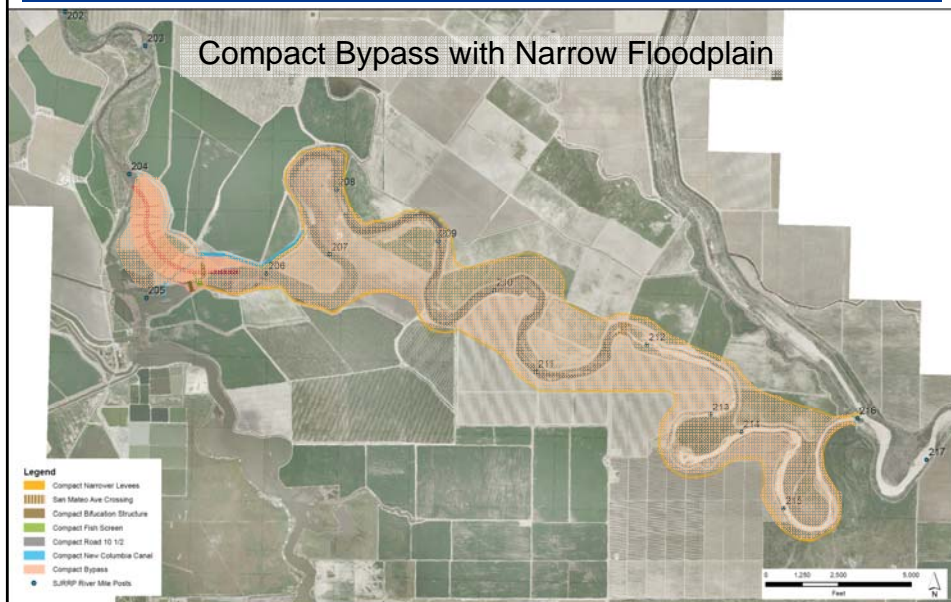 Compact Bypass with Narrow Floodplain
202
203
204
205
206
207
208
209
210
211
212
213
214
215
216
217
Legend
Compact Narrower Levees
San Mateo Ave Crossing
Compact Bifucation Structure
Compact Fish Screen
Compact Road 10 1/2
Compact New Columbia Canal
Compact Bypass
SJRRP River Mile Posts
0 1,250 2,500 5,000
Feet
N